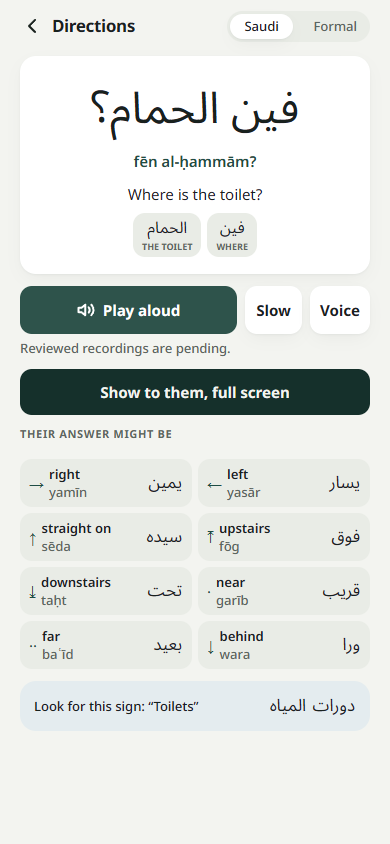 Directions
Saudi
Formal
فين الحمام؟
fēn al-ḥammām?
Where is the toilet?
الحمام
THE TOILET
فين
WHERE
Play aloud
Slow
Voice
Reviewed recordings are pending.
Show to them, full screen
THEIR ANSWER MIGHT BE
→ right
yamīn
يمين
← left
yasār
يسار
↑ straight on
sēda
سيده
⤒ upstairs
fōg
فوق
⤓ downstairs
taḥt
تحت
· near
garīb
قريب
·· far
baʿīd
بعيد
↓ behind
wara
ورا
Look for this sign: “Toilets”
دورات المياه